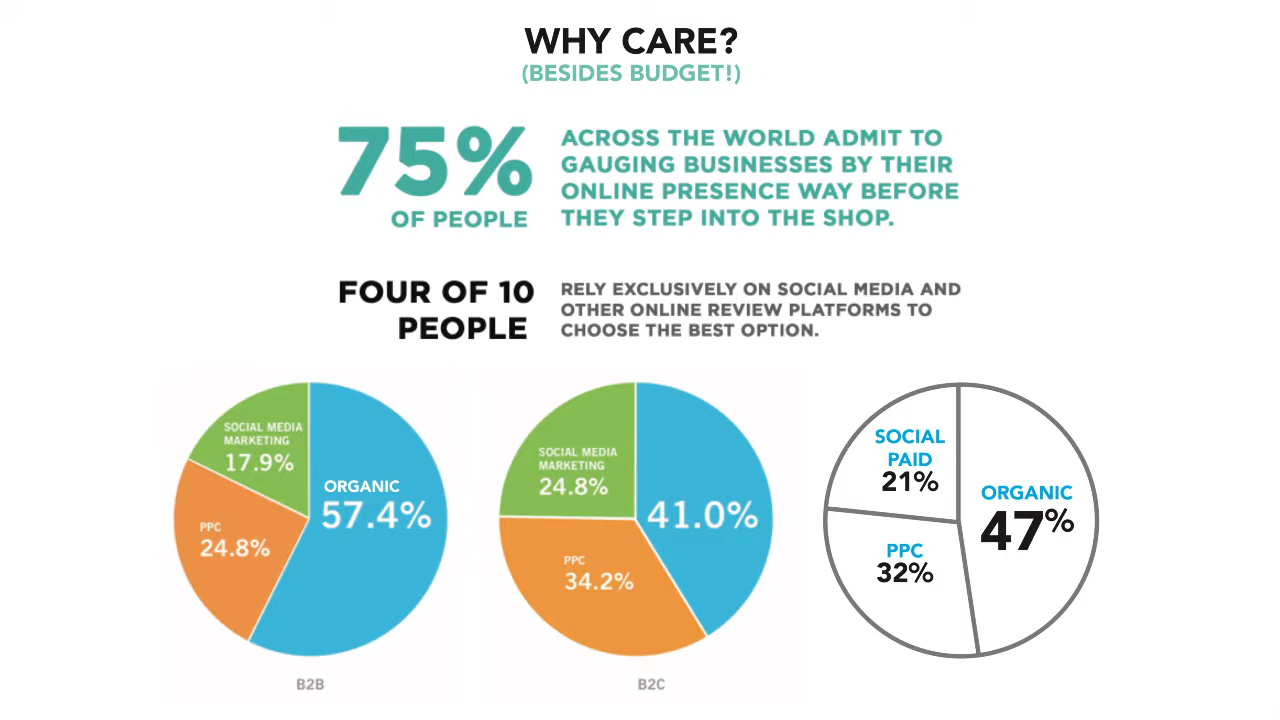 WHY CARE?
(BESIDES BUDGET!)
75%
OF PEOPLE
ACROSS THE WORLD ADMIT TO
GAUGING BUSINESSES BY THEIR
ONLINE PRESENCE WAY BEFORE
THEY STEP INTO THE SHOP.
FOUR OF 10
PEOPLE
RELY EXCLUSIVELY ON SOCIAL MEDIA AND
OTHER ONLINE REVIEW PLATFORMS TO
CHOOSE THE BEST OPTION.
SOCIAL MEDIA
MARKETING
17.9%
ORGANIC
57.4%
PPC
24.8%
B2B
SOCIAL MEDIA
MARKETING
24.8%
41.0%
PPC
34.2%
B2C
SOCIAL
PAID
21%
ORGANIC
47%
PPC
32%